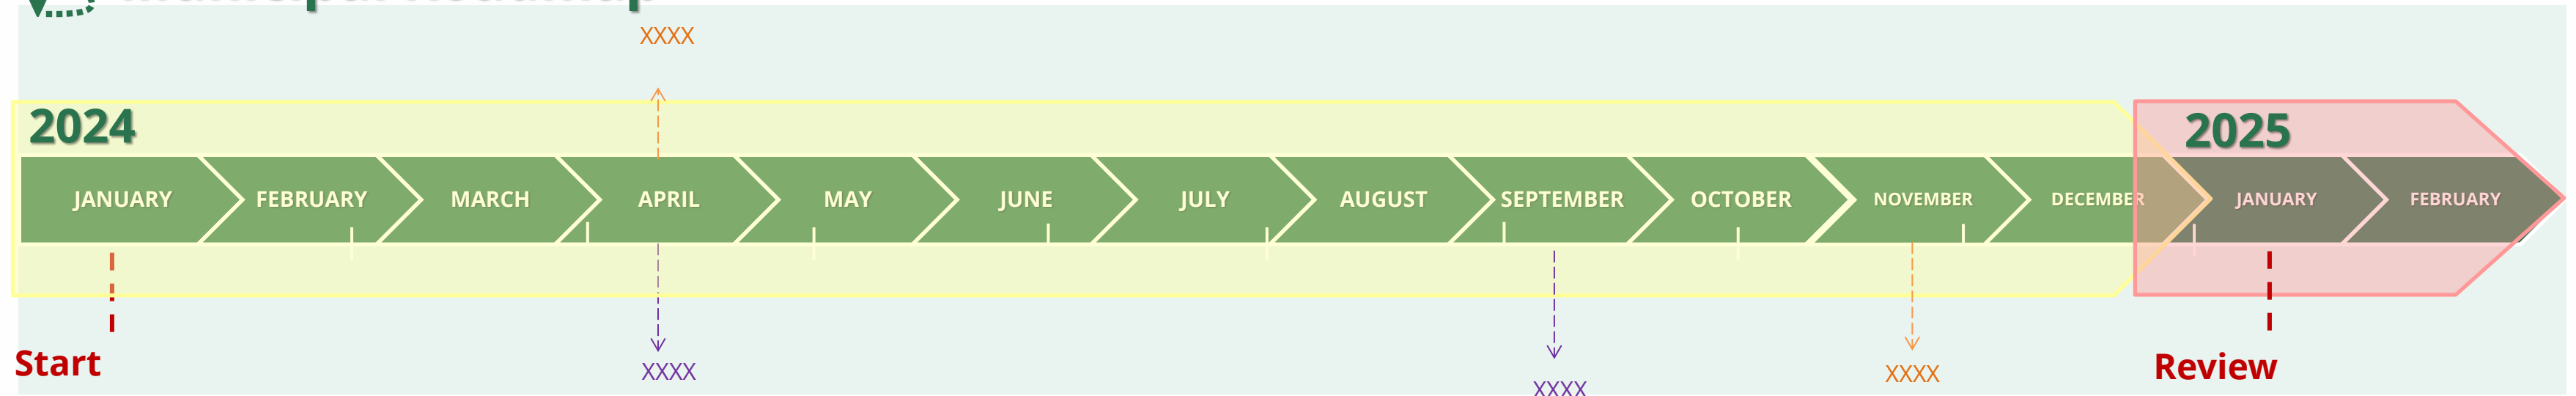 XXXX
2024
2025
JANUARY
FEBRUARY
MARCH
APRIL
MAY
JUNE
JULY
AUGUST
SEPTEMBER
OCTOBER
NOVEMBER
DECEMBER
JANUARY
FEBRUARY
Start
XXXX
XXXX
XXXX
Review